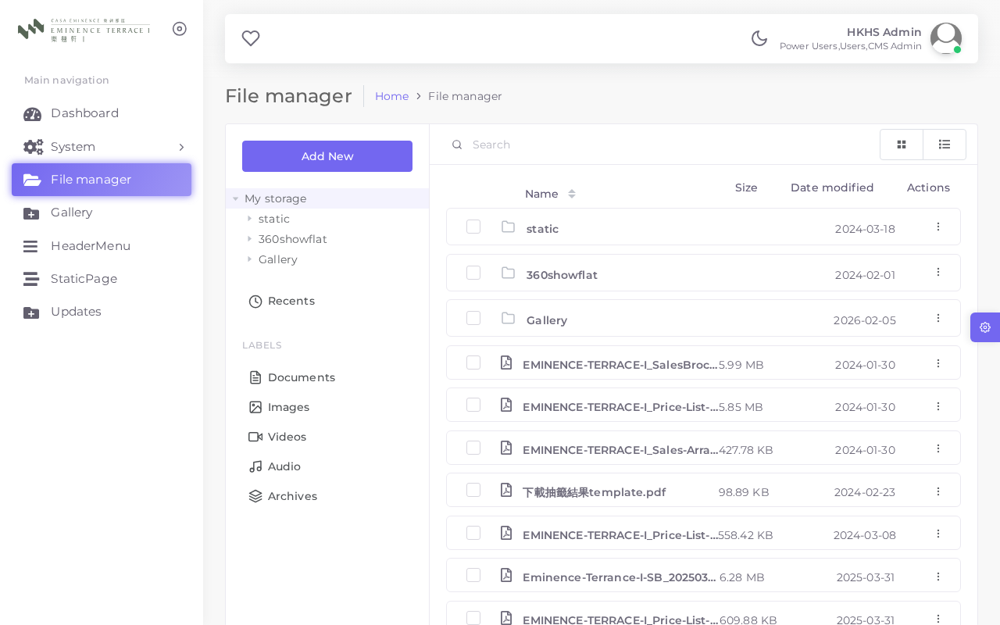 CASA EMINENCE 樂翹都匯
EMINENCE TERRACE I
樂翹軒 I
HKHS Admin
Power Users,Users,CMS Admin
Main navigation
Dashboard
System
File manager
Gallery
HeaderMenu
StaticPage
Updates
File manager
Home
File manager
Add New
My storage
static
360showflat
Gallery
Recents
LABELS
Documents
Images
Videos
Audio
Archives
Search
Name Size Date modified Actions
static 2024-03-18
360showflat 2024-02-01
Gallery 2026-02-05
EMINENCE-TERRACE-I_SalesBroc... 5.99 MB 2024-01-30
EMINENCE-TERRACE-I_Price-List-... 5.85 MB 2024-01-30
EMINENCE-TERRACE-I_Sales-Arra... 427.78 KB 2024-01-30
下載抽籤結果template.pdf 98.89 KB 2024-02-23
EMINENCE-TERRACE-I_Price-List-... 558.42 KB 2024-03-08
Eminence-Terrance-I-SB_202503... 6.28 MB 2025-03-31
EMINENCE-TERRACE-I_Price-List-... 609.88 KB 2025-03-31